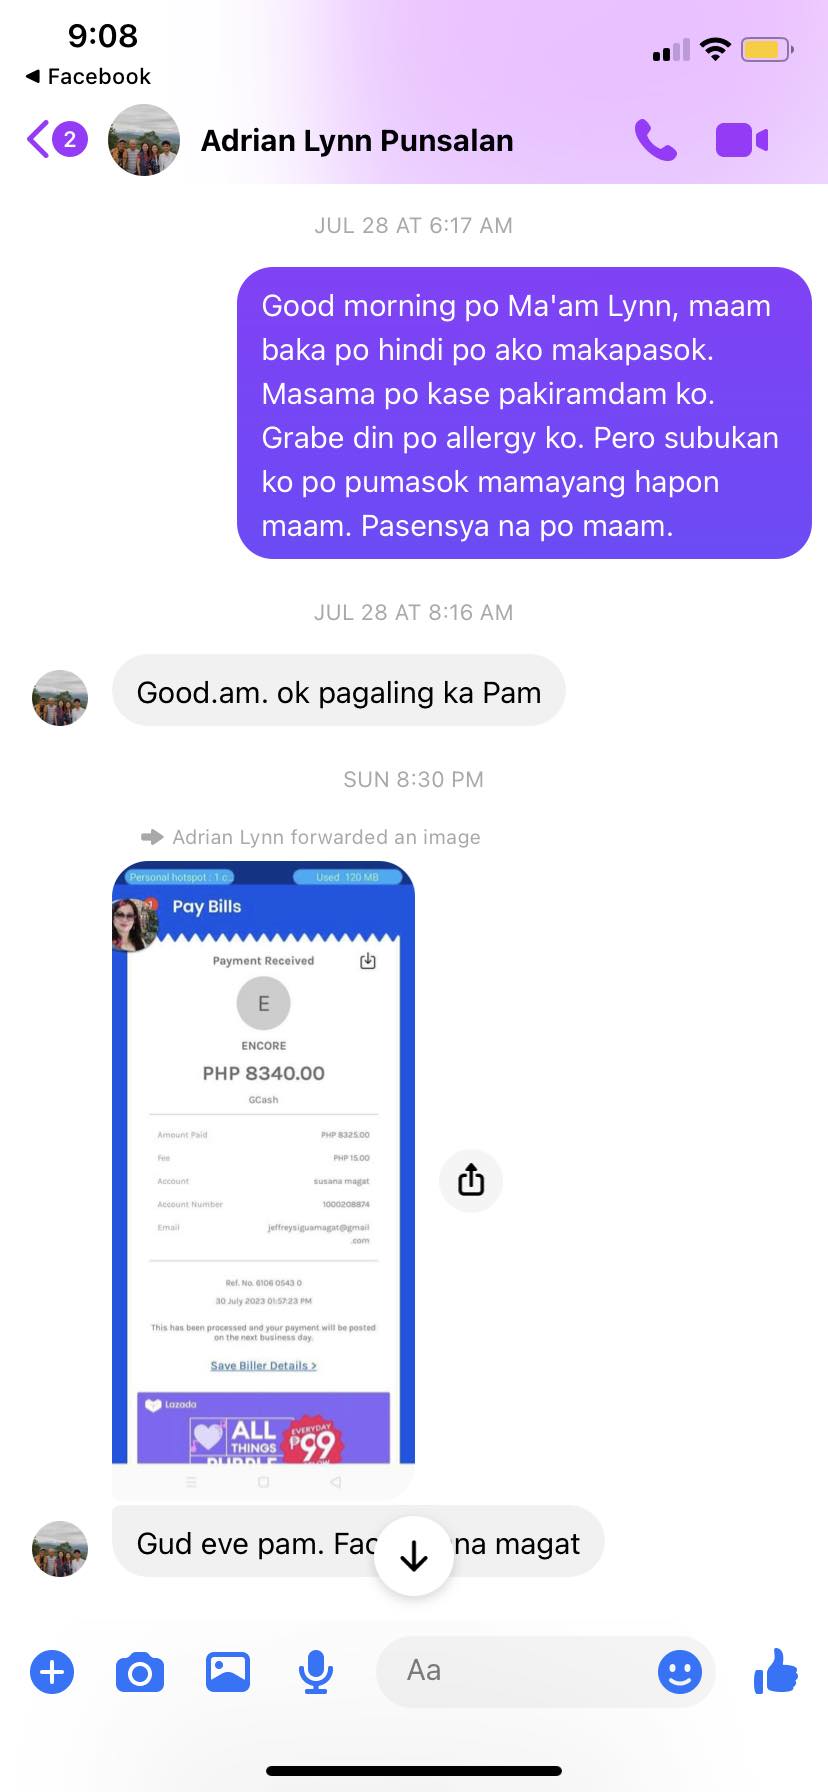 9:08
Facebook
2
Adrian Lynn Punsalan
JUL 28 AT 6:17 AM
Good morning po Ma'am Lynn, maam
baka po hindi po ako makapasok.
Masama po kase pakiramdam ko.
Grabe din po allergy ko. Pero subukan
ko po pumasok mamayang hapon
maam. Pasensya na po maam.
JUL 28 AT 8:16 AM
Good.am. ok pagaling ka Pam
SUN 8:30 PM
Adrian Lynn forwarded an image
Personal hotspot: 1 c Used 120 MB
1
Pay Bills
Payment Received
E
ENCORE
PHP 8340.00
GCash
Amount Paid PHP 8325.00
Fee PHP 15.00
Account susana magat
Account Number 1000208874
Email jeffreysiguamagat@gmail
.com
Ref. No. 6106 0543 0
30 July 2023 01:57:23 PM
This has been processed and your payment will be posted
on the next business day.
Save Biller Details >
Lazada
ALL
THINGS
PURPLE
EVERYDAY
₱99
Gud eve pam. magat
Aa